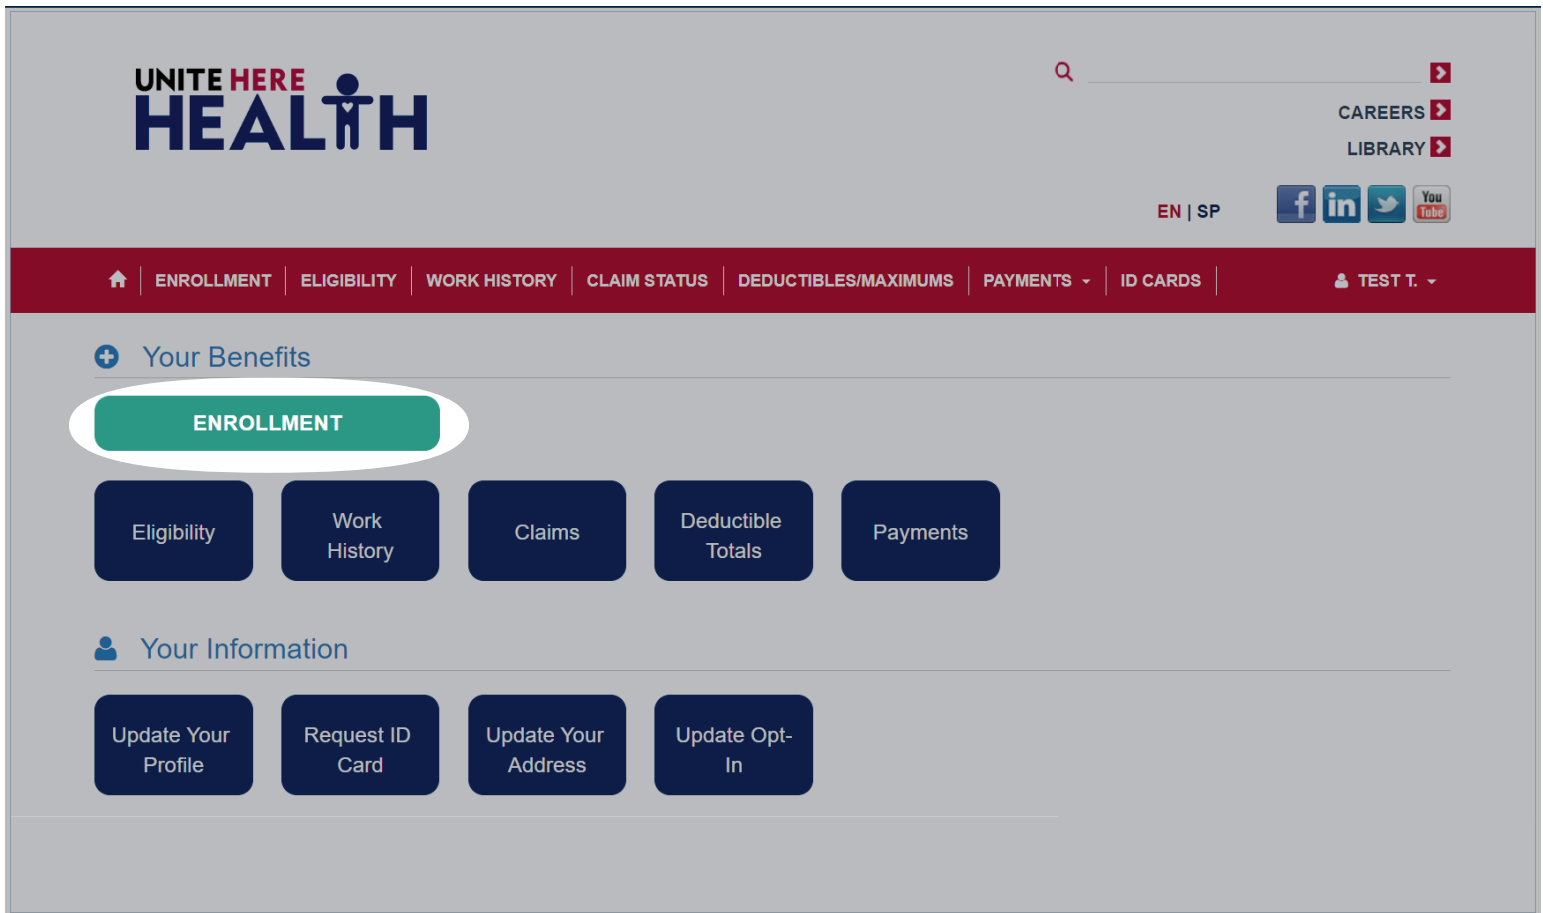 UNITE HERE
HEALTH
CAREERS
LIBRARY
EN | SP
f in You Tube
ENROLLMENT ELIGIBILITY WORK HISTORY CLAIM STATUS DEDUCTIBLES/MAXIMUMS PAYMENTS ID CARDS TEST T.
Your Benefits
ENROLLMENT
Eligibility Work History Claims Deductible Totals Payments
Your Information
Update Your Profile Request ID Card Update Your Address Update Opt-In